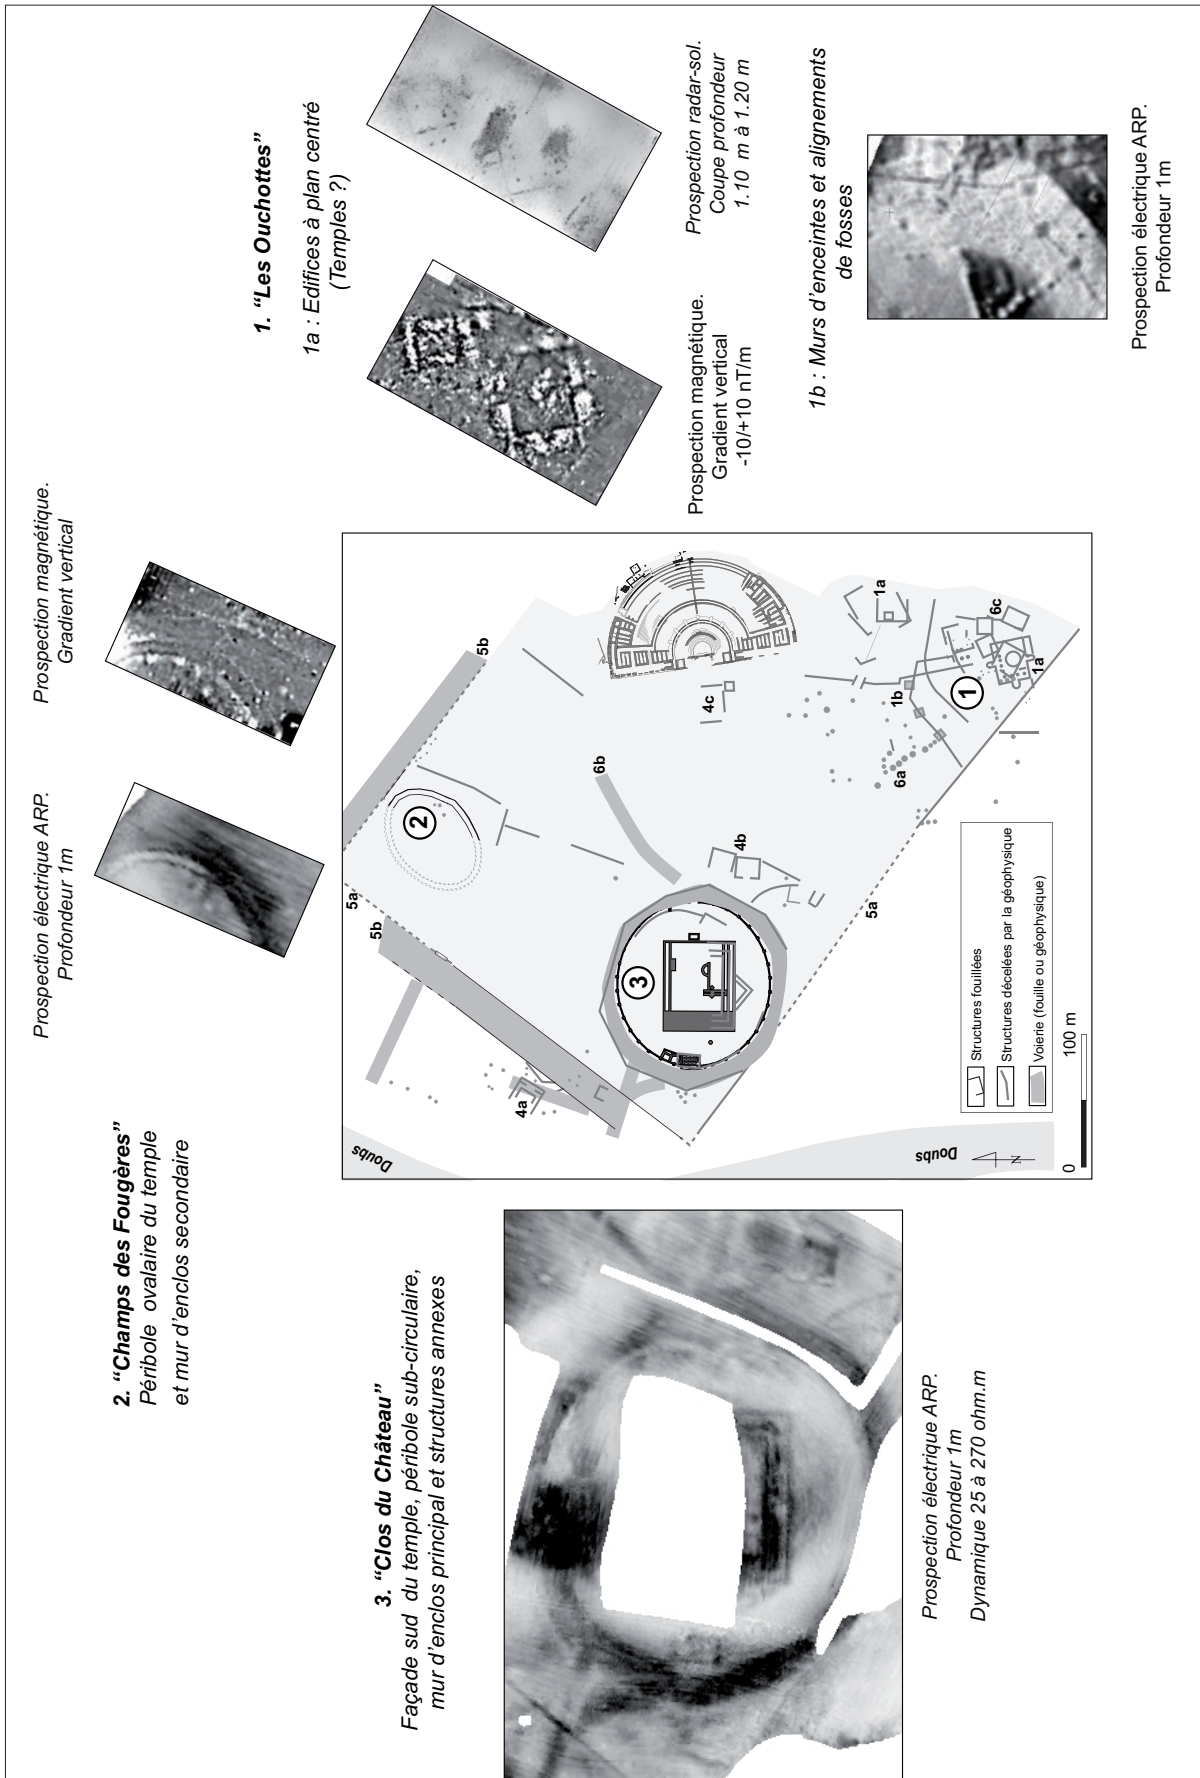 1. “Les Ouchottes”
1a : Edifices à plan centré
(Temples ?)
Prospection radar-sol.
Coupe profondeur
1.10 m à 1.20 m
Prospection magnétique.
Gradient vertical
-10/+10 nT/m
1b : Murs d'enceintes et alignements
de fosses
Prospection électrique ARP.
Profondeur 1m
Prospection magnétique.
Gradient vertical
Prospection électrique ARP.
Profondeur 1m
2. “Champs des Fougères”
Péribole ovalaire du temple
et mur d'enclos secondaire
3. “Clos du Château”
Façade sud du temple, péribole sub-circulaire,
mur d'enclos principal et structures annexes
Prospection électrique ARP.
Profondeur 1m
Dynamique 25 à 270 ohm.m
5b
5a
5b
2
6b
4c
1a
6c
1b
1
1a
6a
4b
5a
3
4a
Doubs
Doubs
N
0
100 m
Structures fouillées
Structures décelées par la géophysique
Voierie (fouille ou géophysique)